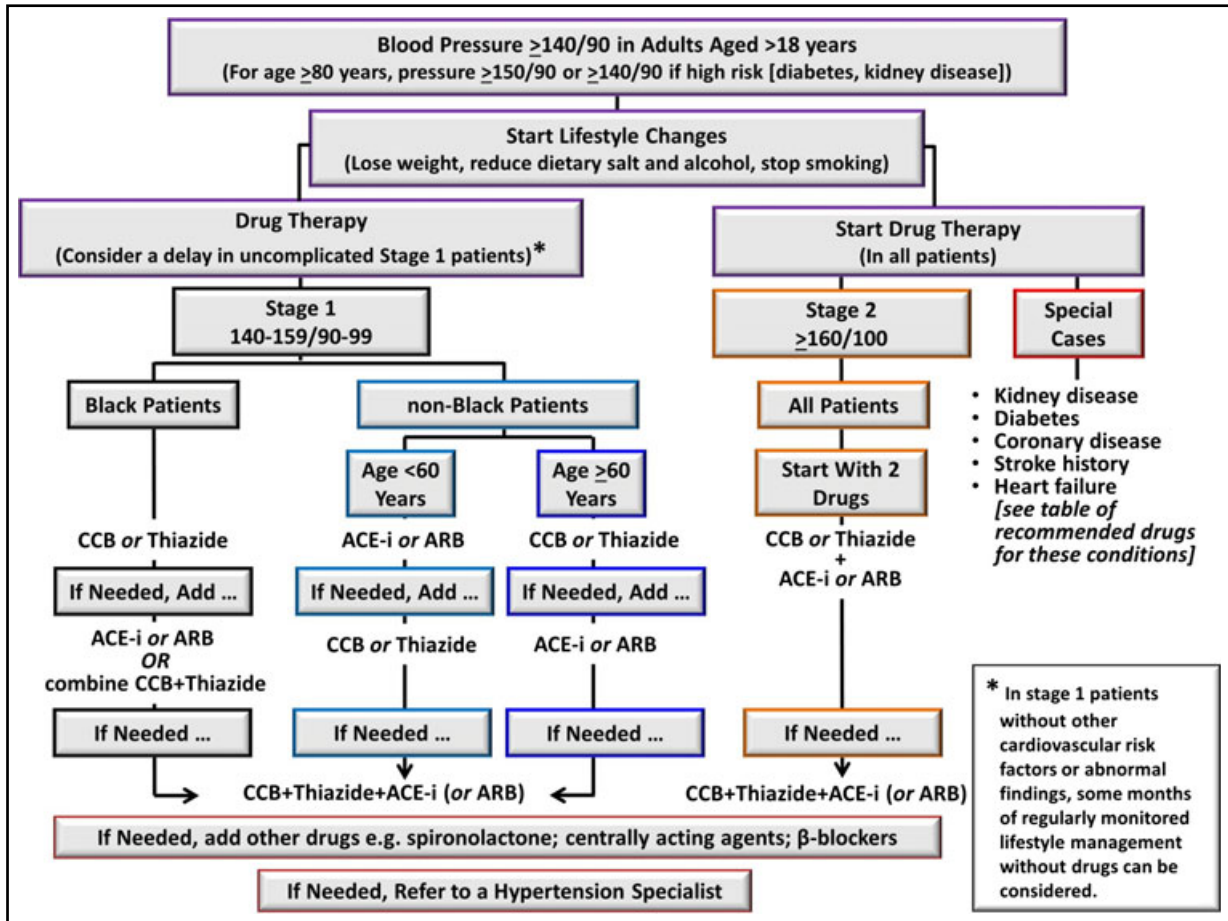 Blood Pressure ≥140/90 in Adults Aged >18 years
(For age ≥80 years, pressure ≥150/90 or ≥140/90 if high risk [diabetes, kidney disease])
Start Lifestyle Changes
(Lose weight, reduce dietary salt and alcohol, stop smoking)
Drug Therapy
(Consider a delay in uncomplicated Stage 1 patients)*
Start Drug Therapy
(In all patients)
Stage 1
140-159/90-99
Stage 2
≥160/100
Special
Cases
Black Patients
non-Black Patients
All Patients
• Kidney disease
• Diabetes
• Coronary disease
• Stroke history
• Heart failure
[see table of
recommended drugs
for these conditions]
Age <60
Years
Age ≥60
Years
Start With 2
Drugs
CCB or Thiazide
ACE-i or ARB
CCB or Thiazide
CCB or Thiazide
+
ACE-i or ARB
If Needed, Add ...
If Needed, Add ...
If Needed, Add ...
ACE-i or ARB
OR
combine CCB+Thiazide
CCB or Thiazide
ACE-i or ARB
If Needed ...
If Needed ...
If Needed ...
If Needed ...
CCB+Thiazide+ACE-i (or ARB)
CCB+Thiazide+ACE-i (or ARB)
* In stage 1 patients
without other
cardiovascular risk
factors or abnormal
findings, some months
of regularly monitored
lifestyle management
without drugs can be
considered.
If Needed, add other drugs e.g. spironolactone; centrally acting agents; β-blockers
If Needed, Refer to a Hypertension Specialist